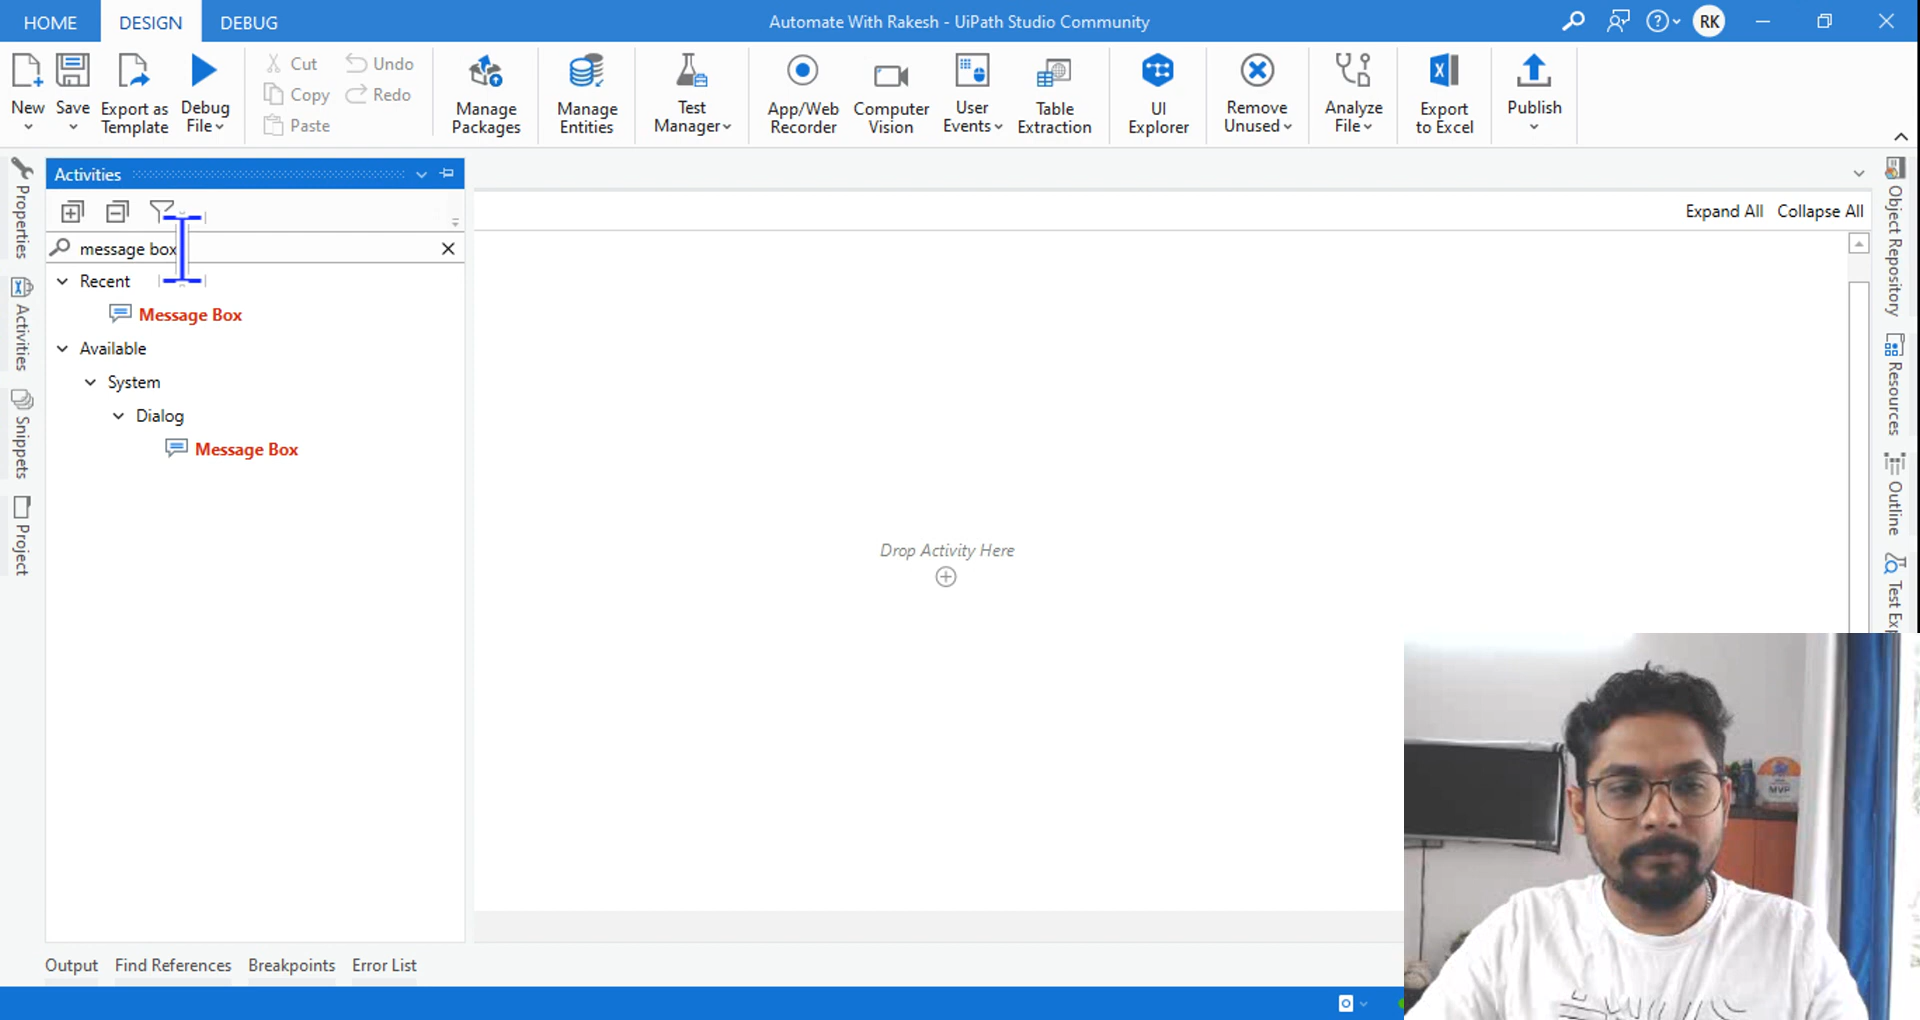 HOME
DESIGN
DEBUG
Automate With Rakesh - UiPath Studio Community
RK
New
Save
Export as
Template
Debug
File
Cut
Copy
Paste
Undo
Redo
Manage
Packages
Manage
Entities
Test
Manager
App/Web
Recorder
Computer
Vision
User
Events
Table
Extraction
UI
Explorer
Remove
Unused
Analyze
File
Export
to Excel
Publish
Properties
Activities
Snippets
Project
Activities
message box
Recent
Message Box
Available
System
Dialog
Message Box
Expand All
Collapse All
Drop Activity Here
Object Repository
Resources
Outline
Test Ex
MVP
Output
Find References
Breakpoints
Error List